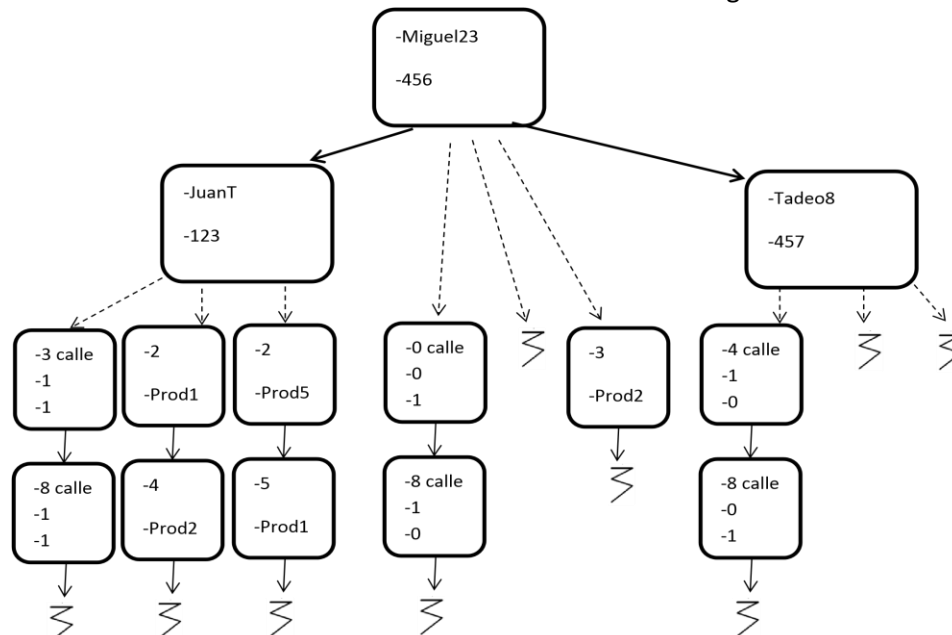 -Miguel23
-456
-JuanT
-123
-Tadeo8
-457
-3 calle
-1
-1
-2
-Prod1
-2
-Prod5
-0 calle
-0
-1
-3
-Prod2
-4 calle
-1
-0
-8 calle
-1
-1
-4
-Prod2
-5
-Prod1
-8 calle
-1
-0
-8 calle
-0
-1